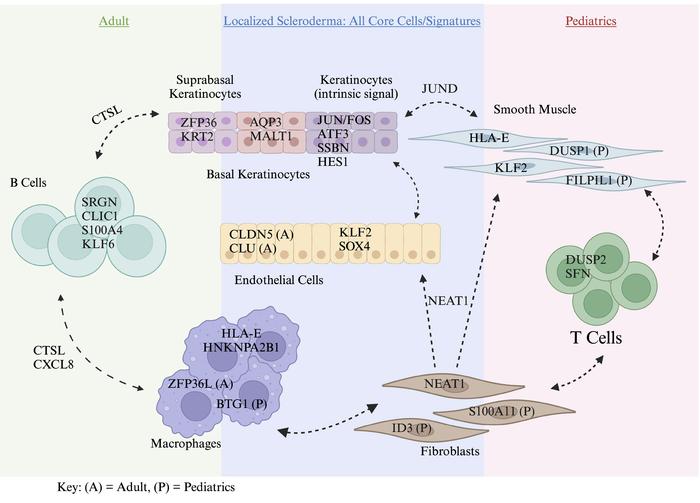 Adult
Localized Scleroderma: All Core Cells/Signatures
Pediatrics
Suprabasal
Keratinocytes
Keratinocytes
(intrinsic signal)
JUND
CTSL
Smooth Muscle
ZFP36
KRT2
AQP3
MALT1
JUN/FOS
ATF3
SSBN
HES1
HLA-E
DUSP1 (P)
KLF2
FILPIL1 (P)
Basal Keratinocytes
B Cells
SRGN
CLIC1
S100A4
KLF6
CLDN5 (A)
CLU (A)
KLF2
SOX4
Endothelial Cells
DUSP2
SFN
T Cells
NEAT1
CTSL
CXCL8
HLA-E
HNKNPA2B1
ZFP36L (A)
BTG1 (P)
Macrophages
NEAT1
S100A11 (P)
ID3 (P)
Fibroblasts
Key: (A) = Adult, (P) = Pediatrics